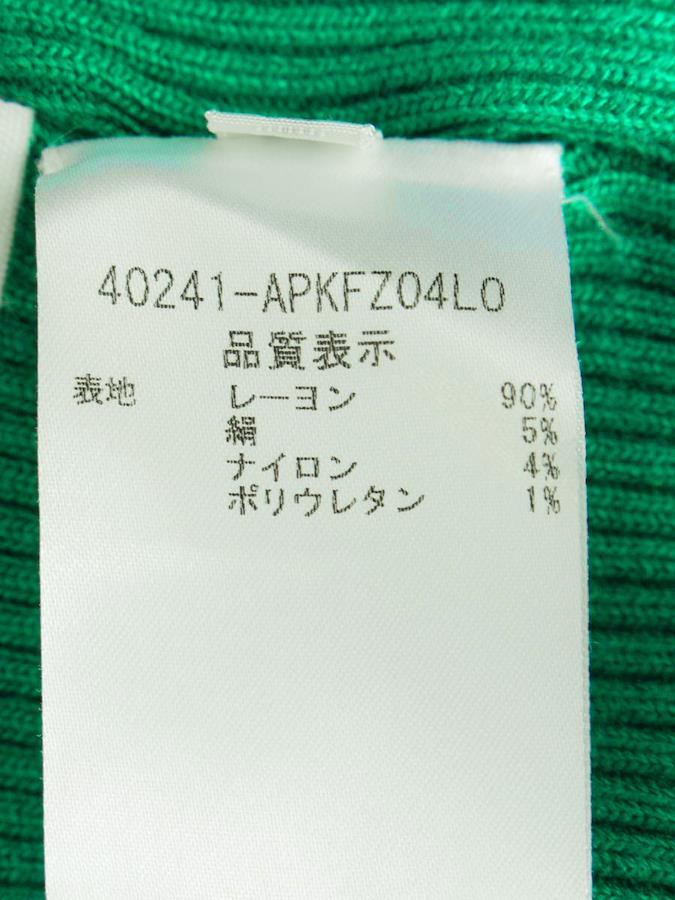 40241-APKFZ04L0
品質表示
表地 レーヨン 90%
絹 5%
ナイロン 4%
ポリウレタン 1%